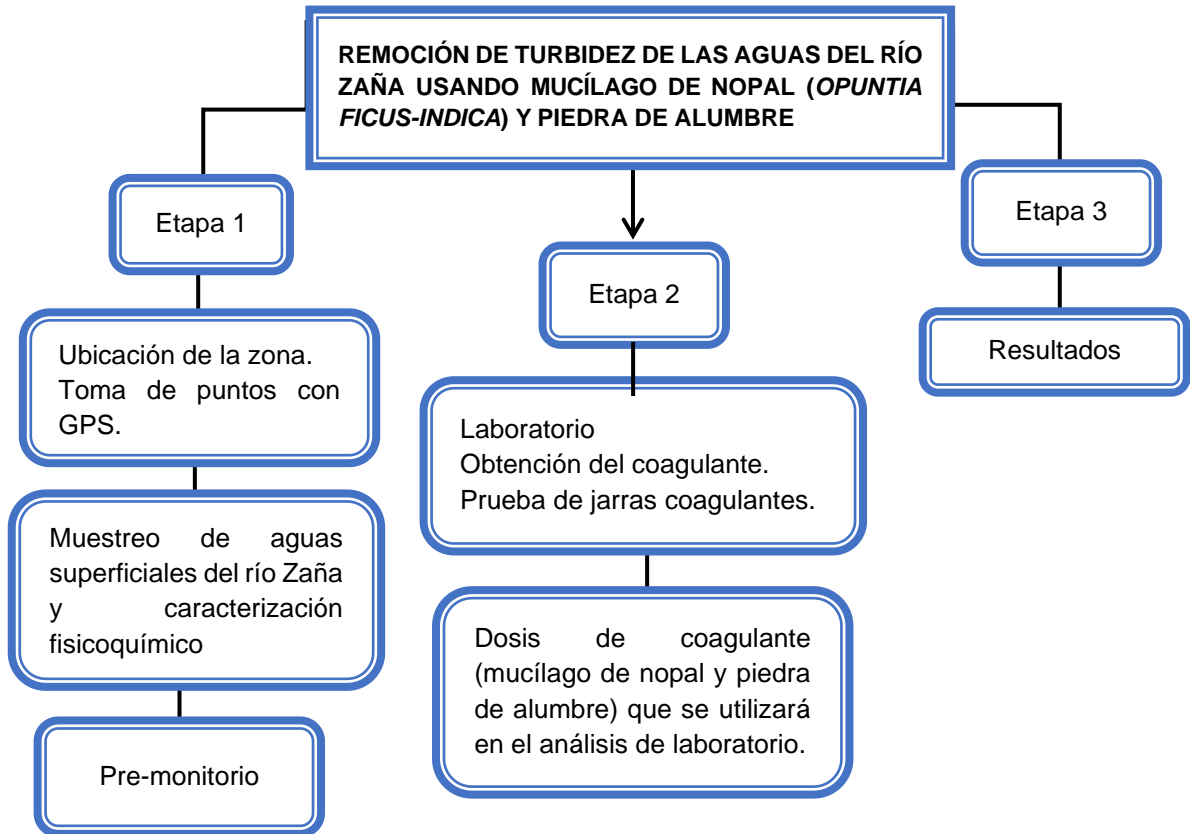 REMOCIÓN DE TURBIDEZ DE LAS AGUAS DEL RÍO
ZAÑA USANDO MUCÍLAGO DE NOPAL (OPUNTIA
FICUS-INDICA) Y PIEDRA DE ALUMBRE
Etapa 1
Ubicación de la zona.
Toma de puntos con
GPS.
Muestreo de aguas
superficiales del río Zaña
y caracterización
fisicoquímico
Pre-monitorio
Etapa 2
Laboratorio
Obtención del coagulante.
Prueba de jarras coagulantes.
Dosis de coagulante
(mucílago de nopal y piedra
de alumbre) que se utilizará
en el análisis de laboratorio.
Etapa 3
Resultados